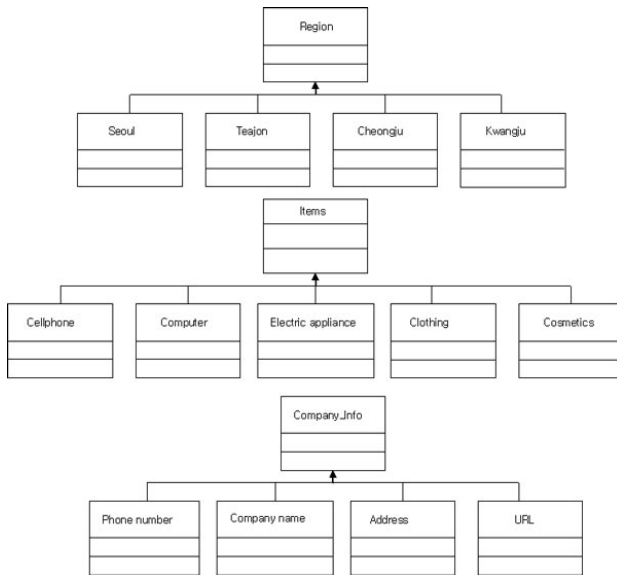 Region
Seoul Teajon Cheongju Kwangju
Items
Cellphone Computer Electric appliance Clothing Cosmetics
Company_Info
Phone number Company name Address URL